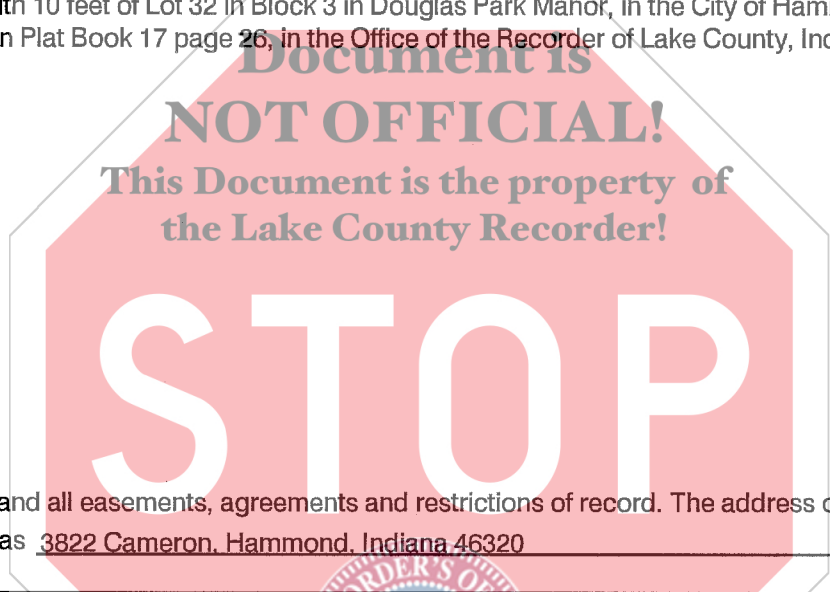 10 feet of Lot 32 in Block 3 in Douglas Park Manor, in the City of
Plat Book 17 page 26, in the Office of the Recorder of Lake County,
Document is
NOT OFFICIAL!
This Document is the property of
the Lake County Recorder!
STOP
and all easements, agreements and restrictions of record. The address
as 3822 Cameron, Hammond, Indiana 46320